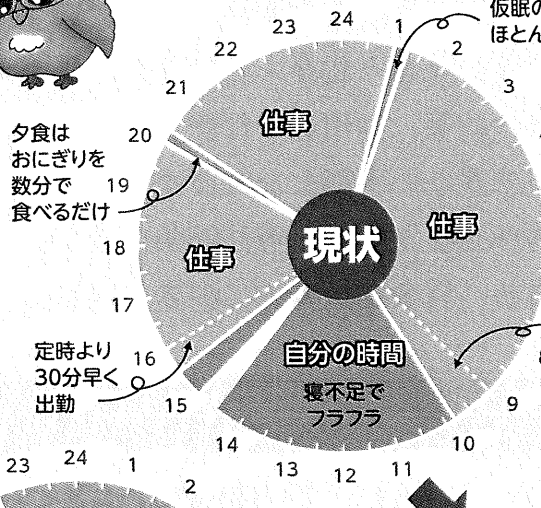 仮眠の
ほとん
23
24
1
2
3
22
21
20
19
18
17
16
15
14
13
12
11
10
9
仕事
仕事
仕事
現状
夕食は
おにぎりを
数分で
食べるだけ
定時より
30分早く
出勤
自分の時間
寝不足で
フラフラ
23
24
1
2